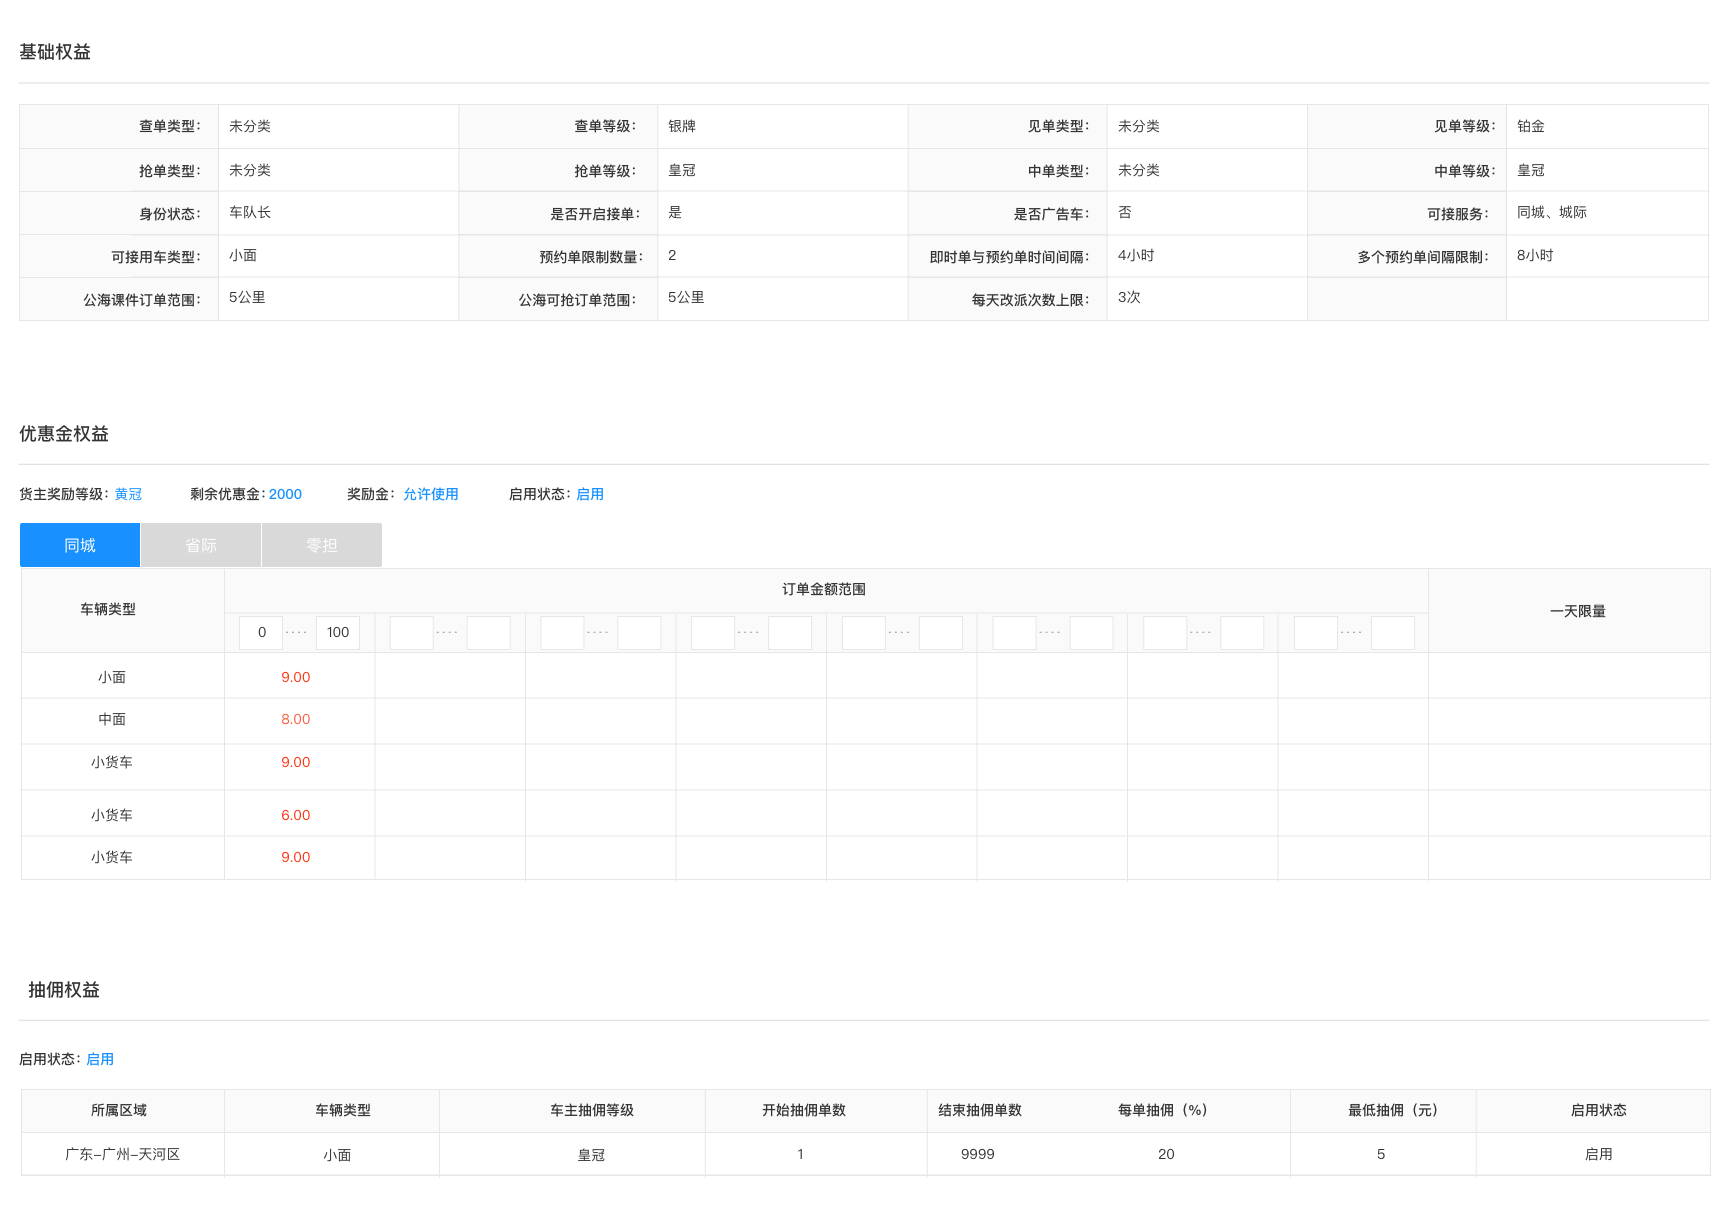 基础权益
查单类型： 未分类 查单等级： 银牌 见单类型： 未分类 见单等级： 铂金
抢单类型： 未分类 抢单等级： 皇冠 中单类型： 未分类 中单等级： 皇冠
身份状态： 车队长 是否开启接单： 是 是否广告车： 否 可接服务： 同城、城际
可接用车类型： 小面 预约单限制数量： 2 即时单与预约单时间间隔： 4小时 多个预约单间隔限制： 8小时
公海课件订单范围： 5公里 公海可抢订单范围： 5公里 每天改派次数上限： 3次
优惠金权益
货主奖励等级： 黄冠 剩余优惠金：2000 奖励金： 允许使用 启用状态： 启用
同城 省际 零担
车辆类型 订单金额范围 一天限量
0 ···· 100 ···· ···· ···· ···· ···· ···· ····
小面 9.00
中面 8.00
小货车 9.00
小货车 6.00
小货车 9.00
抽佣权益
启用状态： 启用
所属区域 车辆类型 车主抽佣等级 开始抽佣单数 结束抽佣单数 每单抽佣（%） 最低抽佣（元） 启用状态
广东–广州–天河区 小面 皇冠 1 9999 20 5 启用